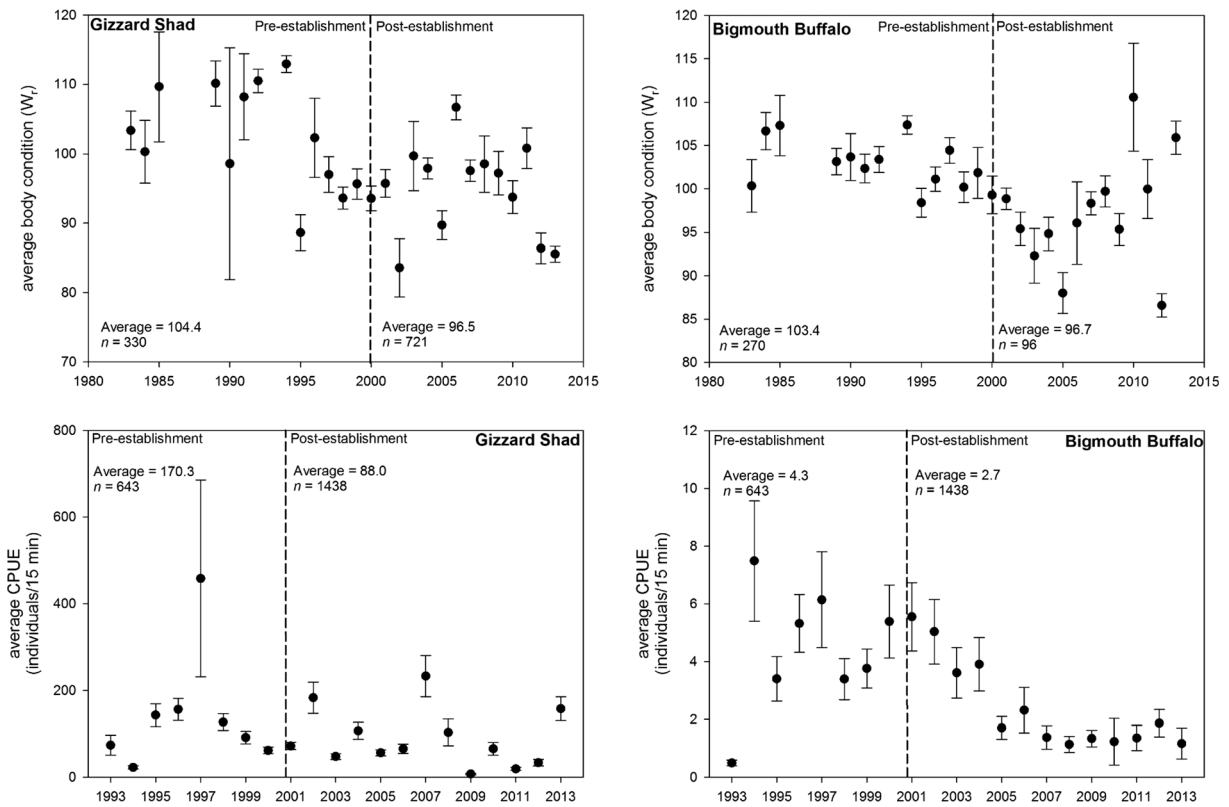 Gizzard Shad
Pre-establishment
Post-establishment
average body condition (Wr)
120
110
100
90
80
70
Average = 104.4
n = 330
Average = 96.5
n = 721
1980 1985 1990 1995 2000 2005 2010 2015
Bigmouth Buffalo
Pre-establishment
Post-establishment
average body condition (Wr)
120
115
110
105
100
95
90
85
80
Average = 103.4
n = 270
Average = 96.7
n = 96
1980 1985 1990 1995 2000 2005 2010 2015
Pre-establishment
Post-establishment
Gizzard Shad
average CPUE
(individuals/15 min)
800
600
400
200
0
Average = 170.3
n = 643
Average = 88.0
n = 1438
1993 1995 1997 1999 2001 2003 2005 2007 2009 2011 2013
Pre-establishment
Post-establishment
Bigmouth Buffalo
average CPUE
(individuals/15 min)
12
10
8
6
4
2
0
Average = 4.3
n = 643
Average = 2.7
n = 1438
1993 1995 1997 1999 2001 2003 2005 2007 2009 2011 2013